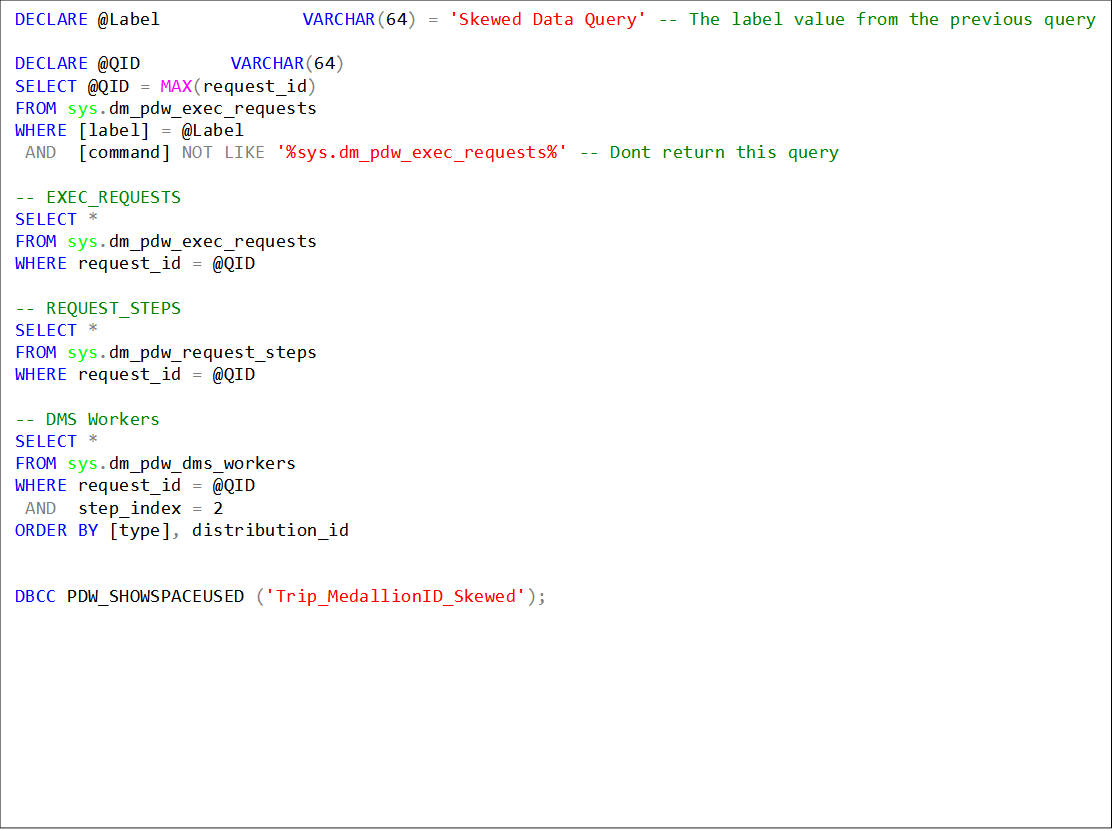 DECLARE @Label VARCHAR(64) = 'Skewed Data Query' -- The label value from the previous query
DECLARE @QID VARCHAR(64)
SELECT @QID = MAX(request_id)
FROM sys.dm_pdw_exec_requests
WHERE [label] = @Label
AND [command] NOT LIKE '%sys.dm_pdw_exec_requests%' -- Dont return this query
-- EXEC_REQUESTS
SELECT *
FROM sys.dm_pdw_exec_requests
WHERE request_id = @QID
-- REQUEST_STEPS
SELECT *
FROM sys.dm_pdw_request_steps
WHERE request_id = @QID
-- DMS Workers
SELECT *
FROM sys.dm_pdw_dms_workers
WHERE request_id = @QID
AND step_index = 2
ORDER BY [type], distribution_id
DBCC PDW_SHOWSPACEUSED ('Trip_MedallionID_Skewed');